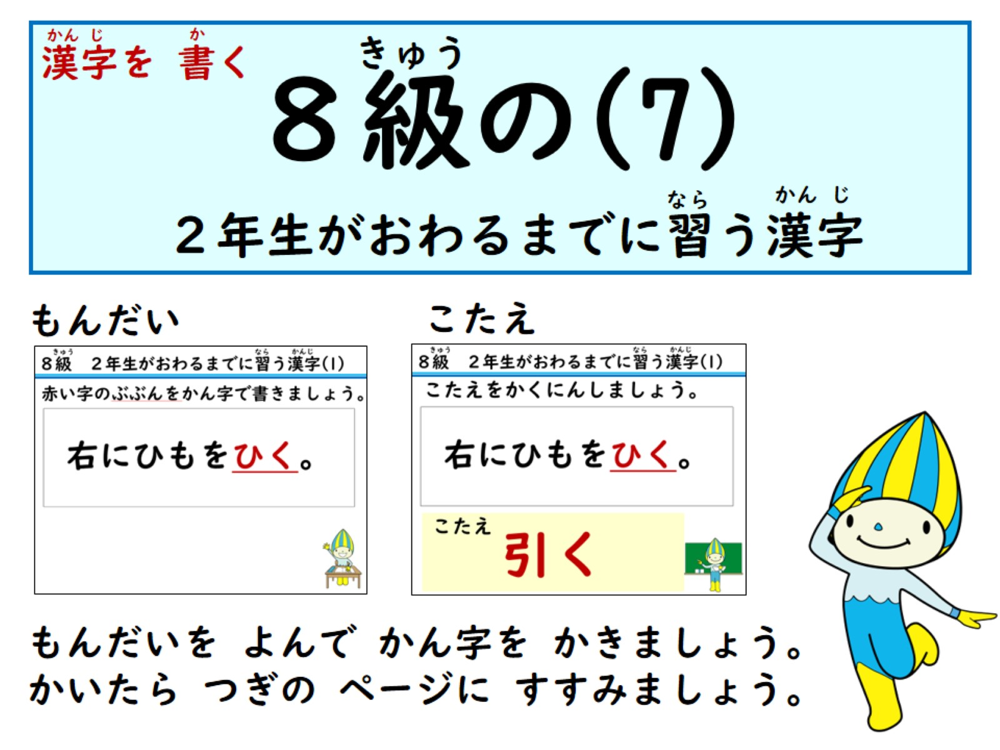 かん じ か
漢字を 書く
きゅう
8級の(7)
なら かん じ
2年生がおわるまでに習う漢字
もんだい
きゅう なら かんじ
8級 2年生がおわるまでに習う漢字(1)
赤い字のぶぶんをかん字で書きましょう。
右にひもをひく。
こたえ
きゅう なら かんじ
8級 2年生がおわるまでに習う漢字(1)
こたえをかくにんしましょう。
右にひもをひく。
こたえ
引く
もんだいを よんで かん字を かきましょう。
かいたら つぎの ページに すすみましょう。